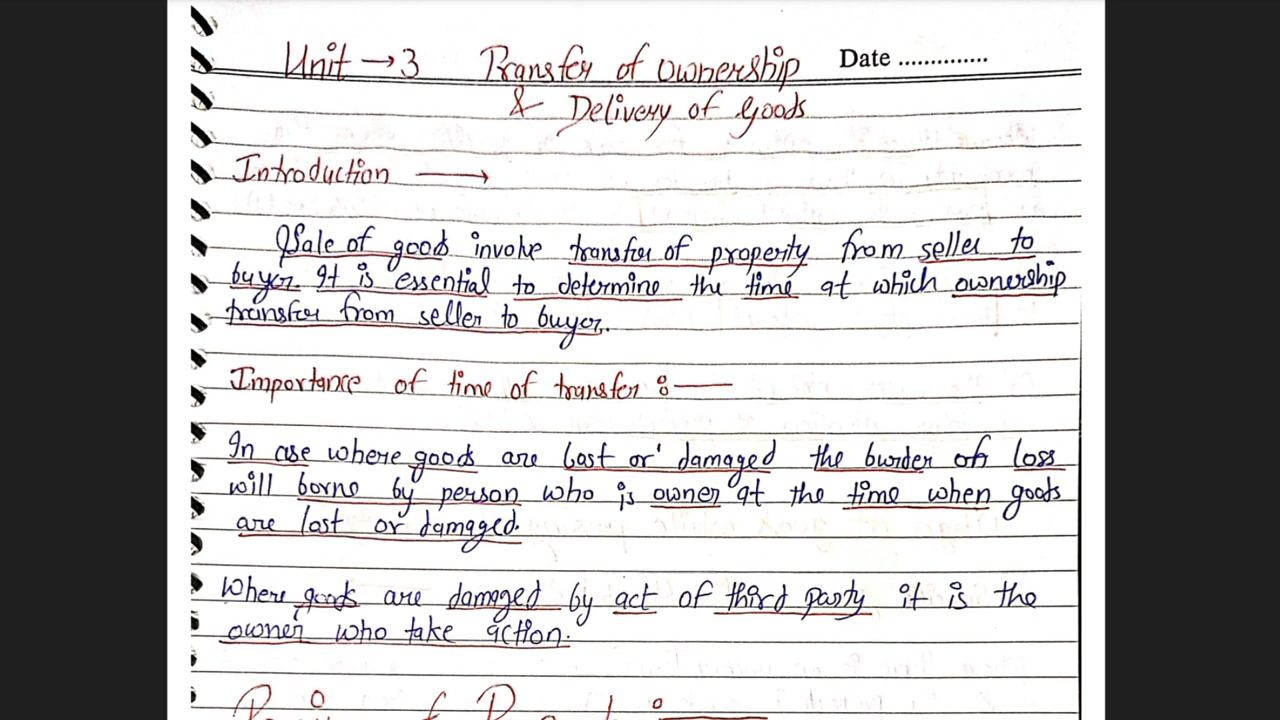 Unit → 3 Transfer of ownership Date ..............
& Delivery of Goods
Introduction →
Sale of goods invoke transfer of property from seller to
buyer. It is essential to determine the time at which ownership
transfer from seller to buyer.
Importance of time of transfer :—
In case where goods are lost or damaged the burden of loss
will borne by person who is owner at the time when goods
are lost or damaged.
Where goods are damaged by act of third party it is the
owner who take action.